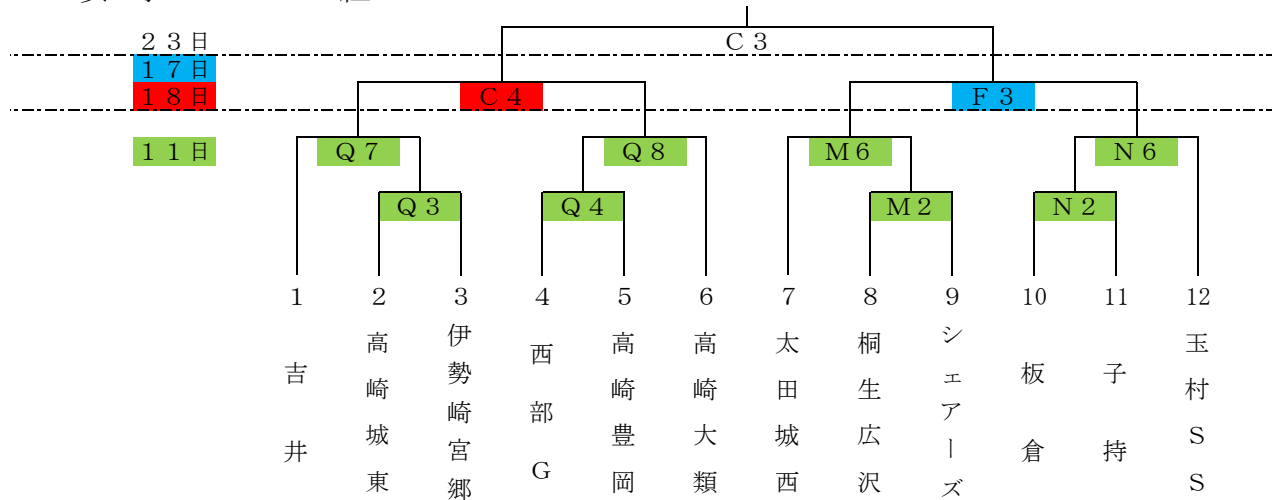 ２３日
C３
１７日
１８日
C４
F３
１１日
Q７
Q８
M６
N６
Q３
Q４
M２
N２
1
2
3
4
5
6
7
8
9
10
11
12
吉井
高崎城東
伊勢崎宮郷
西部G
高崎豊岡
高崎大類
太田城西
桐生広沢
シェアーズ
板倉
子持
玉村SS